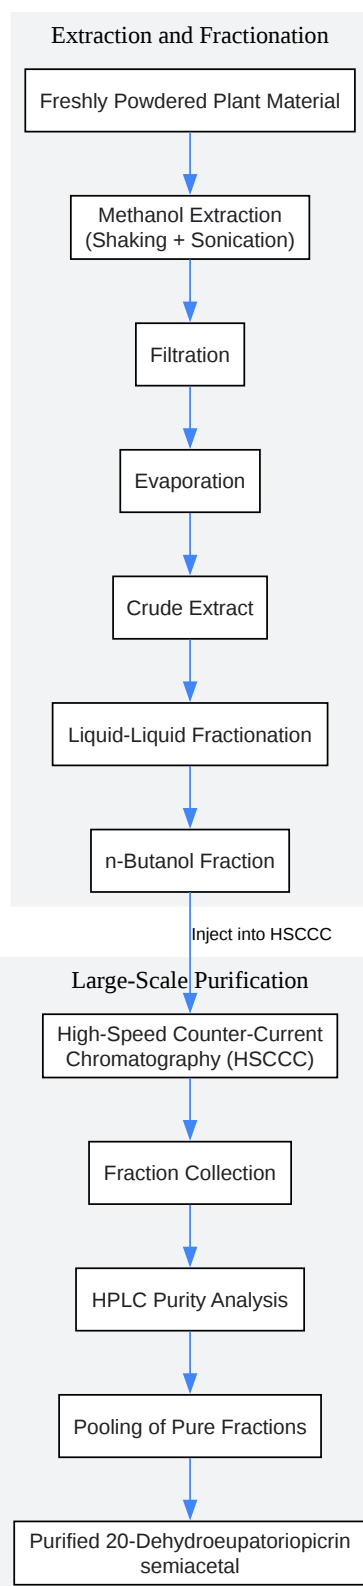 Extraction and Fractionation
Freshly Powdered Plant Material
Methanol Extraction
(Shaking + Sonication)
Filtration
Evaporation
Crude Extract
Liquid-Liquid Fractionation
n-Butanol Fraction
Inject into HSCCC
Large-Scale Purification
High-Speed Counter-Current
Chromatography (HSCCC)
Fraction Collection
HPLC Purity Analysis
Pooling of Pure Fractions
Purified 20-Dehydroeupatoriopicrin
semiacetal